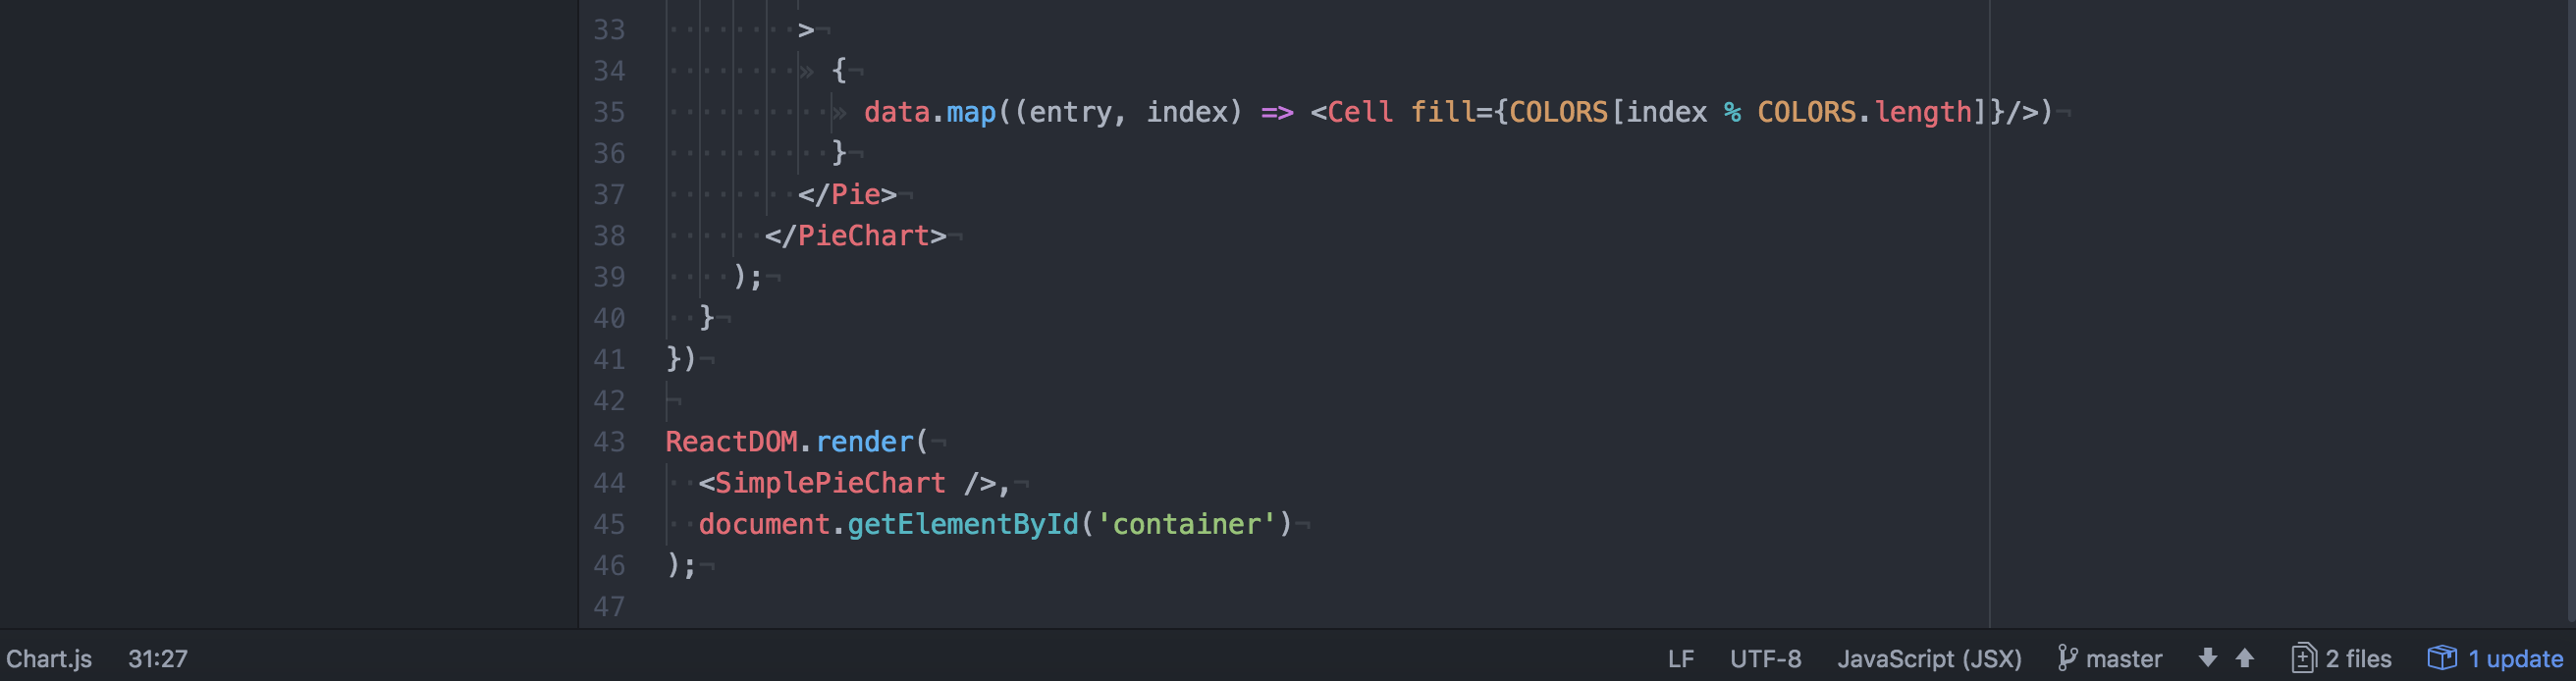 33 >
34 {
35 data.map((entry, index) => <Cell fill={COLORS[index % COLORS.length]}/>)
36 }
37 </Pie>
38 </PieChart>
39 );
40 }
41 })
42
43 ReactDOM.render(
44 <SimplePieChart />,
45 document.getElementById('container')
46 );
47
Chart.js 31:27 LF UTF-8 JavaScript (JSX) master 2 files 1 update